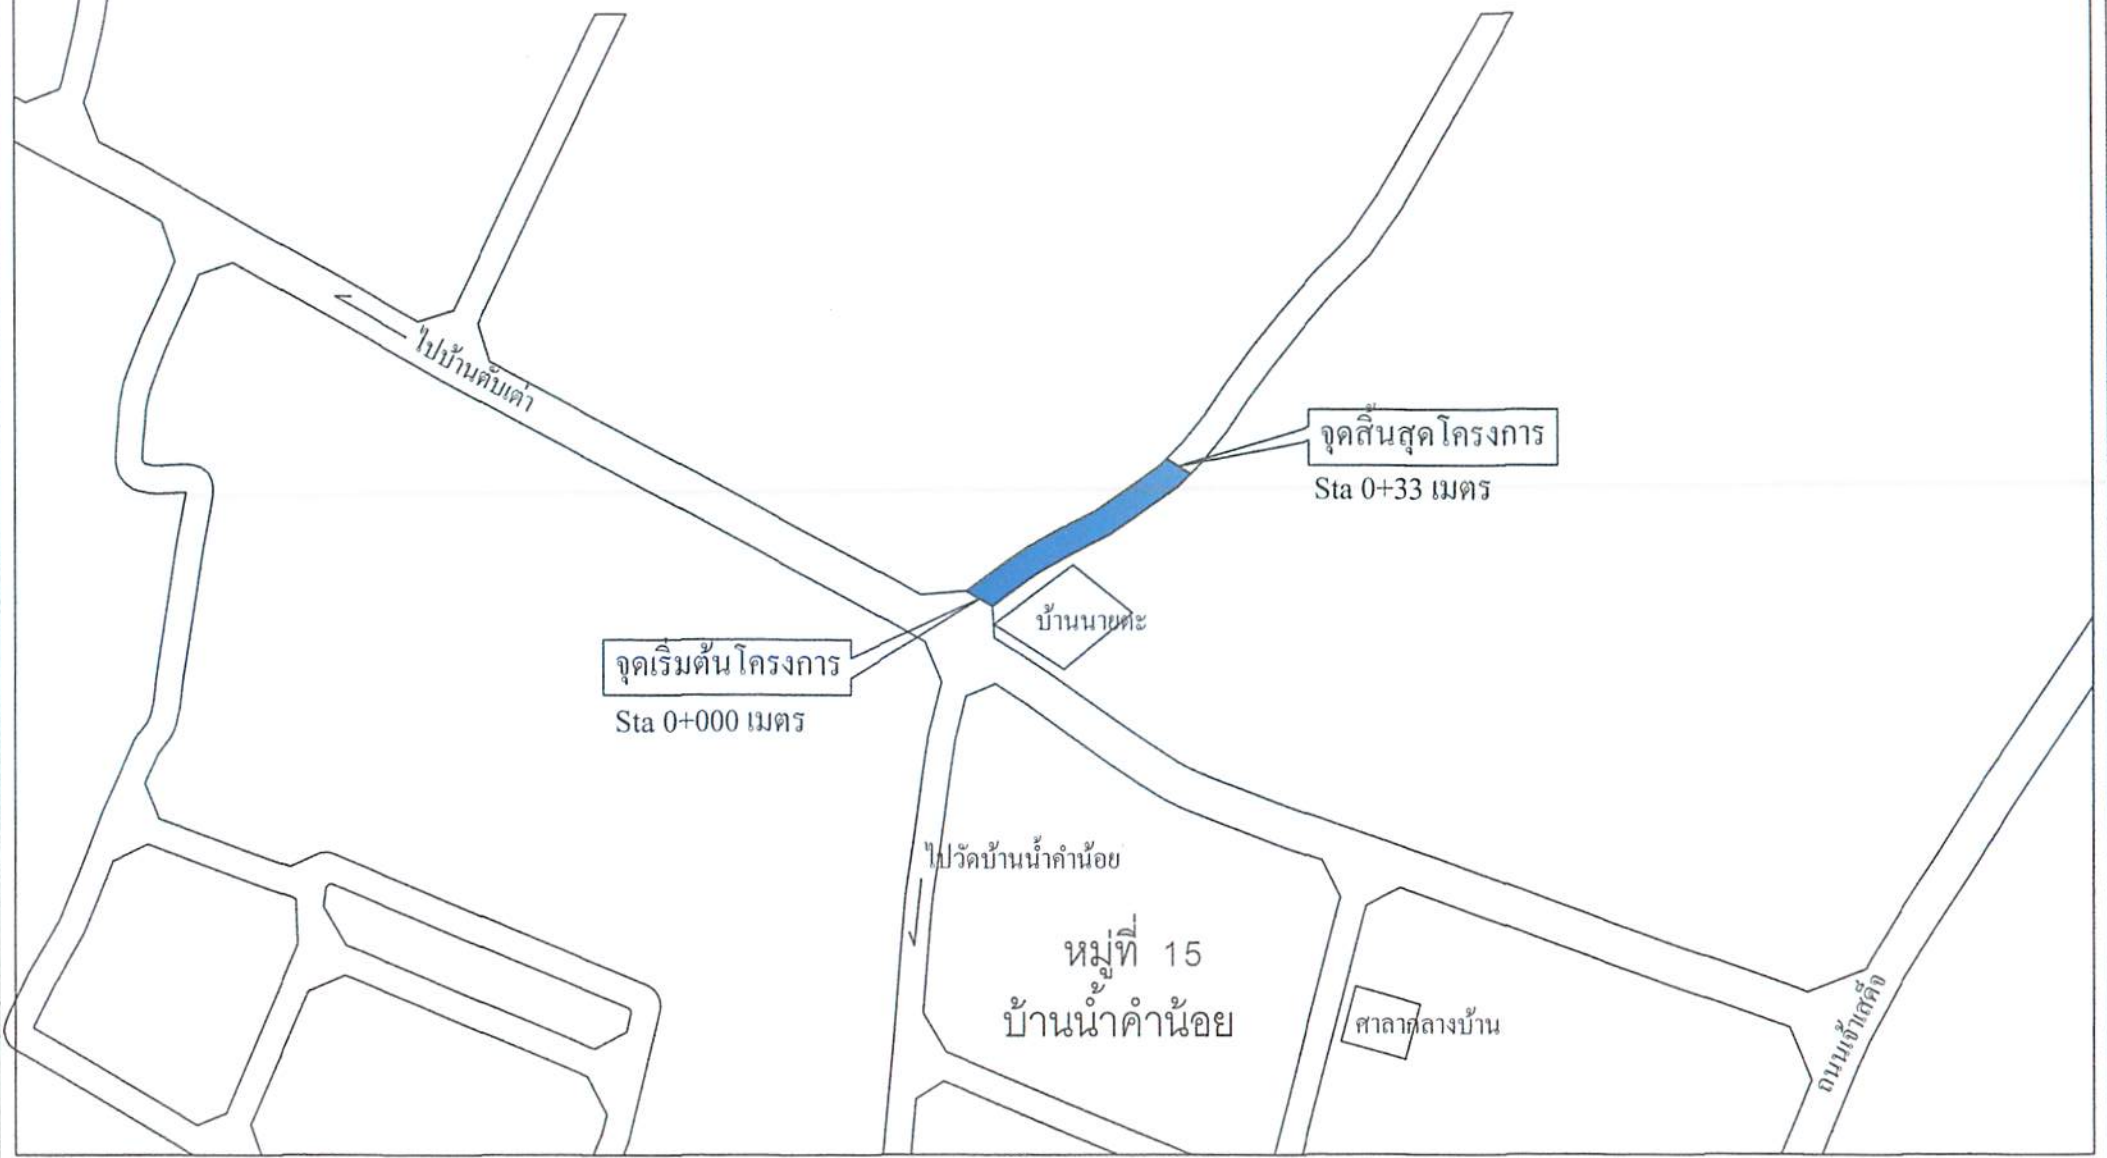 ไปบ้านตับเต่า
จุดสิ้นสุดโครงการ
Sta 0+33 เมตร
บ้านนายตะ
จุดเริ่มต้นโครงการ
Sta 0+000 เมตร
ไปวัดบ้านน้ำคำน้อย
หมู่ที่ 15
บ้านน้ำคำน้อย
ศาลากลางบ้าน
ถนนเจ้าเสด็จ